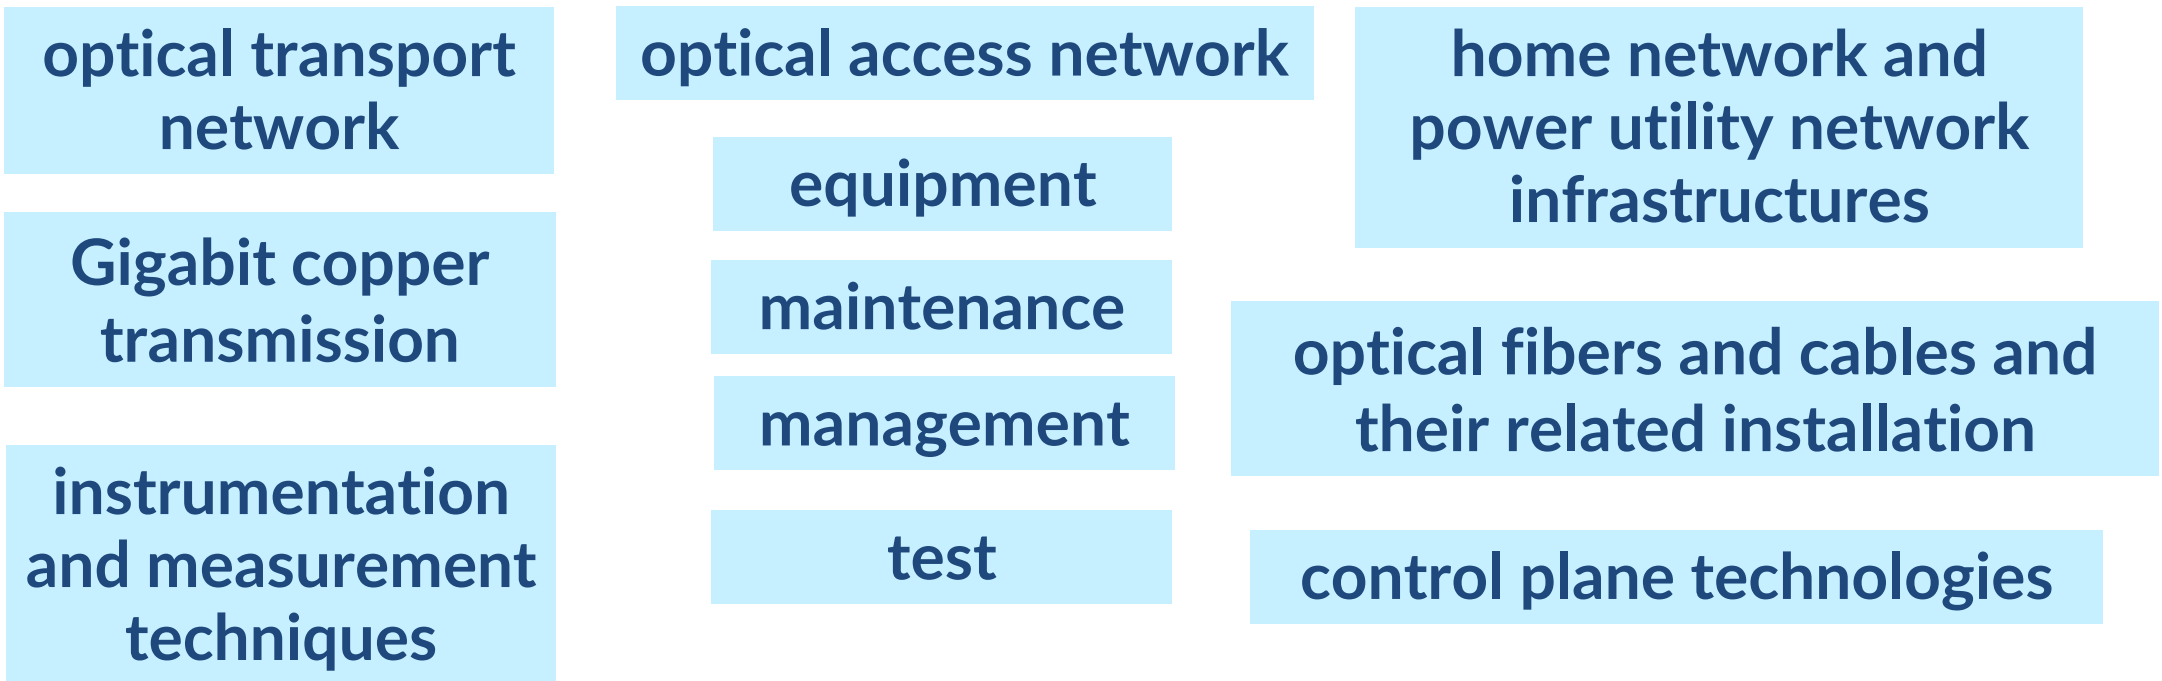 optical transport
network
Gigabit copper
transmission
instrumentation
and measurement
techniques
optical access network
equipment
maintenance
management
test
home network and
power utility network
infrastructures
optical fibers and cables and
their related installation
control plane technologies